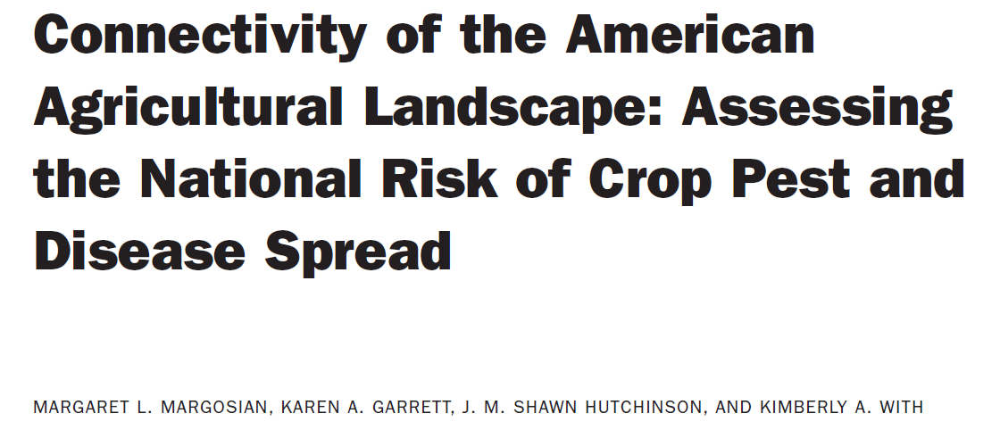 Connectivity of the American
Agricultural Landscape: Assessing
the National Risk of Crop Pest and
Disease Spread
MARGARET L. MARGOSIAN, KAREN A. GARRETT, J. M. SHAWN HUTCHINSON, AND KIMBERLY A. WITH